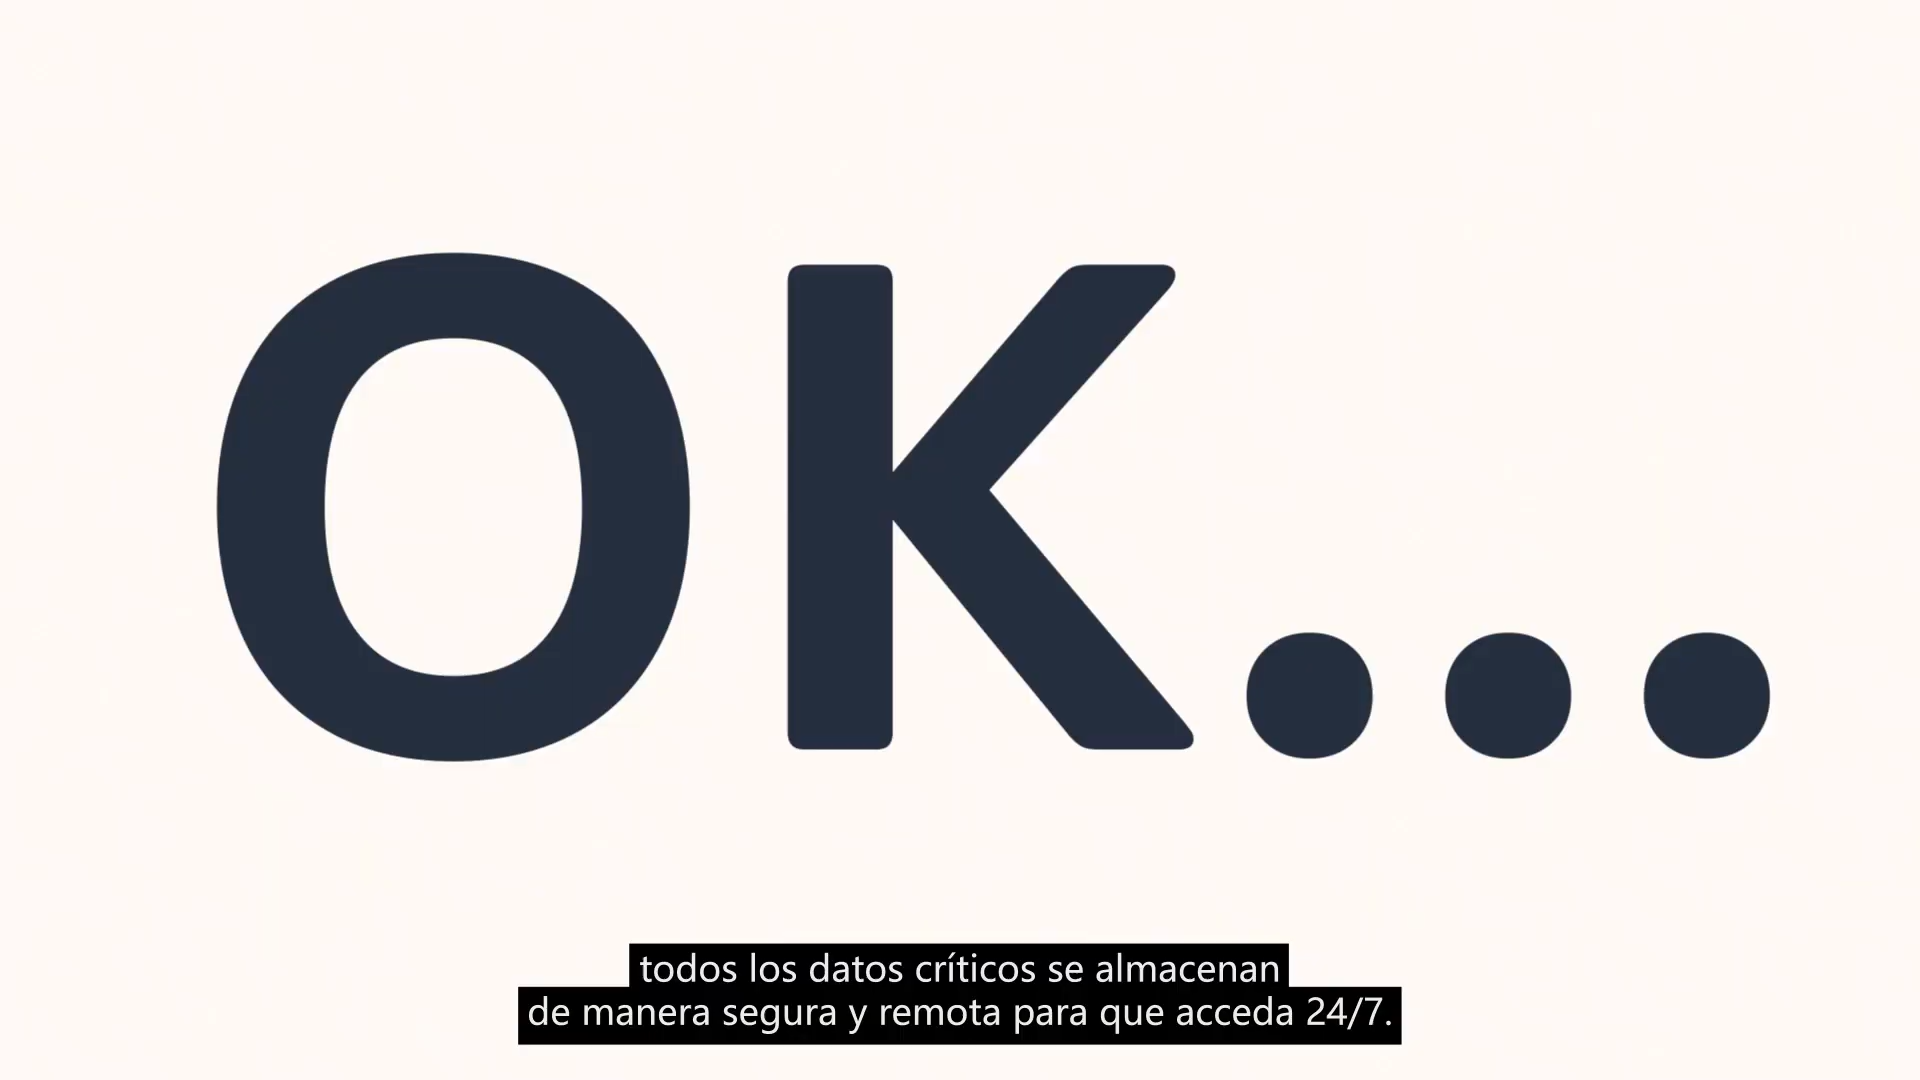 OK...
todos los datos críticos se almacenan
de manera segura y remota para que acceda 24/7.